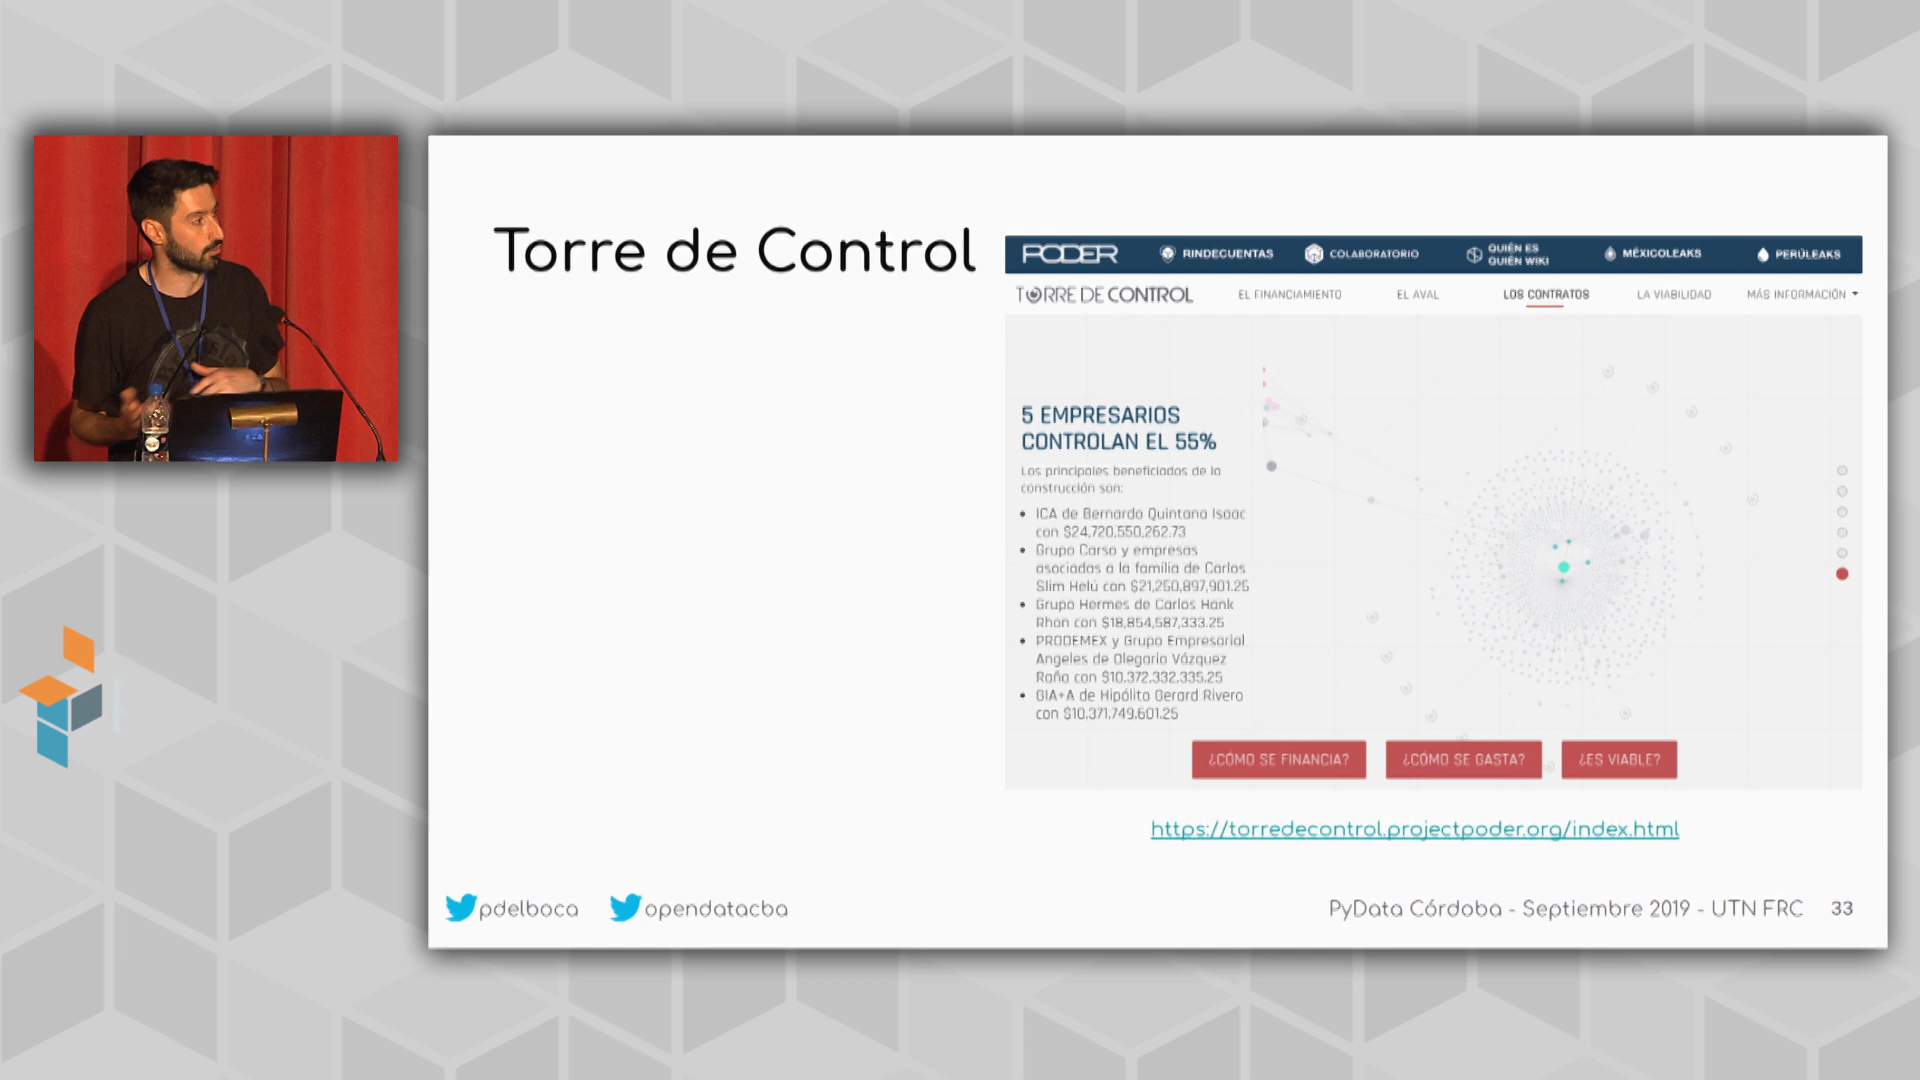 Torre de Control
PODER
RINDECUENTAS
COLABORATORIO
QUIÉN ES
QUIÉN WIKI
MÉXICOLEAKS
PERÚLEAKS
TORRE DE CONTROL
EL FINANCIAMIENTO
EL AVAL
LOS CONTRATOS
LA VIABILIDAD
MÁS INFORMACIÓN
5 EMPRESARIOS
CONTROLAN EL 55%
Los principales beneficiados de la
construcción son:
• ICA de Bernardo Quintana Isaac
con $24,720,550,262.73
• Grupo Carso y empresas
asociadas a la familia de Carlos
Slim Helú con $21,250,897,901.25
• Grupo Hermes de Carlos Hank
Rhon con $18,854,587,333.25
• PRODEMEX y Grupo Empresarial
Angeles de Olegario Vázquez
Raña con $10,372,332,335.25
• GIA+A de Hipólito Gerard Rivero
con $10,371,749,601.25
¿CÓMO SE FINANCIA?
¿CÓMO SE GASTA?
¿ES VIABLE?
https://torredecontrol.projectpoder.org/index.html
pdelboca
opendatacba
PyData Córdoba - Septiembre 2019 - UTN FRC
33